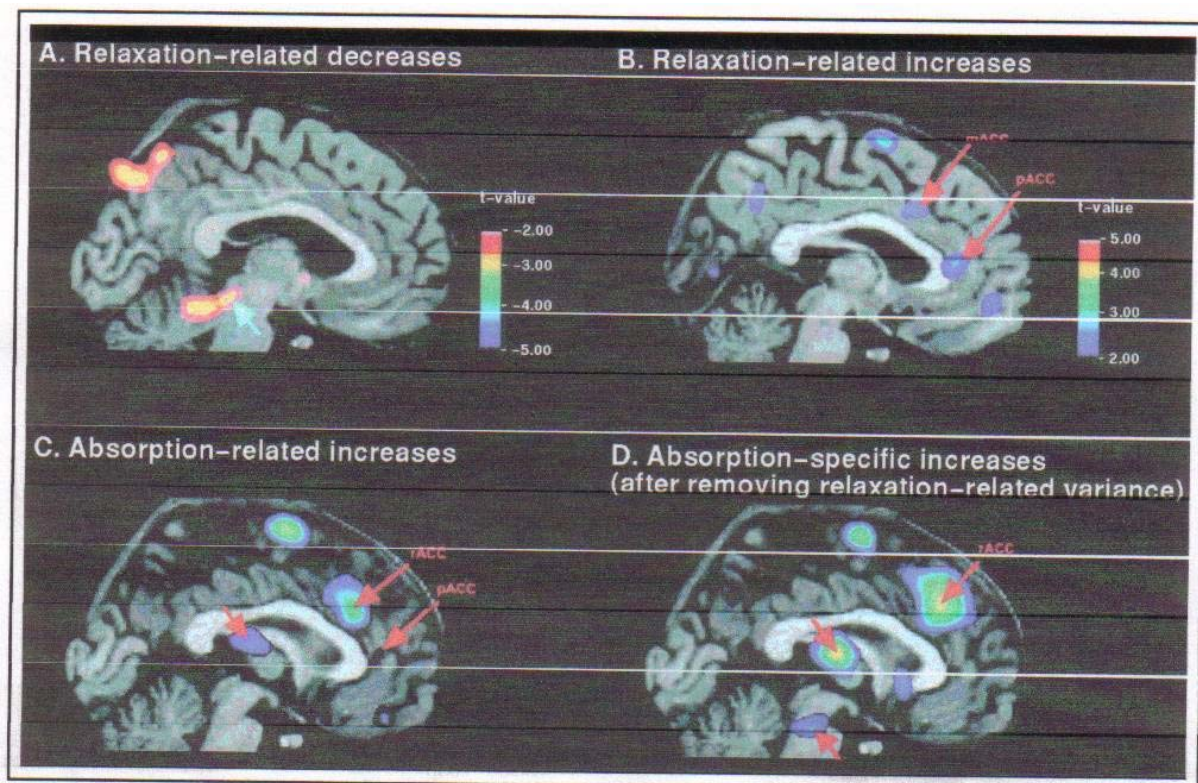 A. Relaxation-related decreases
B. Relaxation-related increases
mACC
pACC
t-value
-2.00
-3.00
-4.00
-5.00
t-value
5.00
4.00
3.00
2.00
C. Absorption-related increases
D. Absorption-specific increases
(after removing relaxation-related variance)
rACC
pACC
rACC